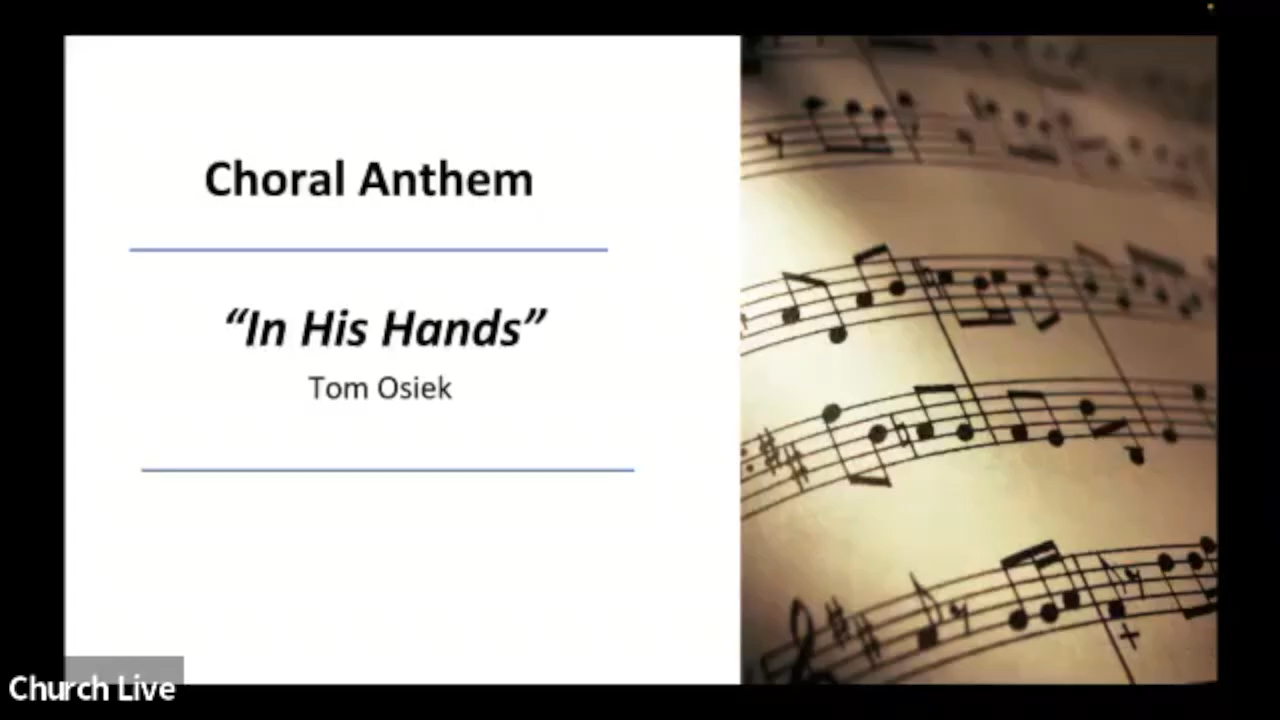 Choral Anthem
“In His Hands”
Tom Osiek
Church Live